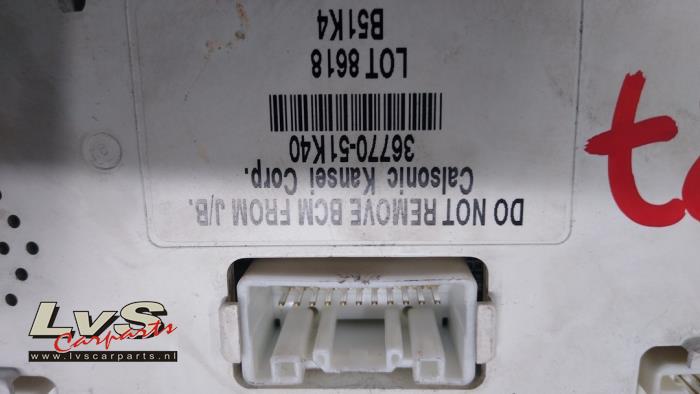 DO NOT REMOVE BCM FROM J/B.
Calsonic Kansei Corp.
36770-51K40
LOT 8618
B51K4
LvS
Carparts
www.lvscarparts.nl